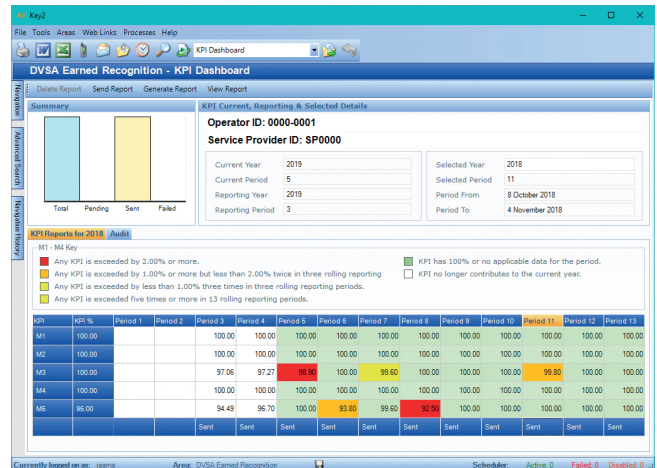 Key2
File Tools Areas Web Links Processes Help
KPI Dashboard
DVSA Earned Recognition - KPI Dashboard
Delete Report Send Report Generate Report View Report
Navigation
Advanced Search
Navigation History
Summary
Total Pending Sent Failed
KPI Current, Reporting & Selected Details
Operator ID: 0000-0001
Service Provider ID: SP0000
Current Year 2019 Selected Year 2018
Current Period 5 Selected Period 11
Reporting Year 2019 Period From 8 October 2018
Reporting Period 3 Period To 4 November 2018
KPI Reports for 2018 Audit
M1 - M4 Key
Any KPI is exceeded by 2.00% or more. KPI has 100% or no applicable data for the period.
Any KPI is exceeded by 1.00% or more but less than 2.00% twice in three rolling reporting KPI no longer contributes to the current year.
Any KPI is exceeded by less than 1.00% three times in three rolling reporting periods.
Any KPI is exceeded five times or more in 13 rolling reporting periods.
KPI KPI % Period 1 Period 2 Period 3 Period 4 Period 5 Period 6 Period 7 Period 8 Period 9 Period 10 Period 11 Period 12 Period 13
M1 100.00 100.00 100.00 100.00 100.00 100.00 100.00 100.00 100.00 100.00 100.00 100.00
M2 100.00 100.00 100.00 100.00 100.00 100.00 100.00 100.00 100.00 100.00 100.00 100.00
M3 100.00 97.06 97.27 98.90 100.00 99.60 100.00 100.00 100.00 99.80 100.00 100.00
M4 100.00 100.00 100.00 100.00 100.00 100.00 100.00 100.00 100.00 100.00 100.00 100.00
M5 95.00 94.49 96.70 100.00 93.80 99.60 92.50 100.00 100.00 100.00 100.00 100.00
Sent Sent Sent Sent Sent Sent Sent Sent Sent Sent Sent
Currently logged on as: Area: DVSA Earned Recognition Scheduler: Active: 0 Failed: 0 Disabled: 0